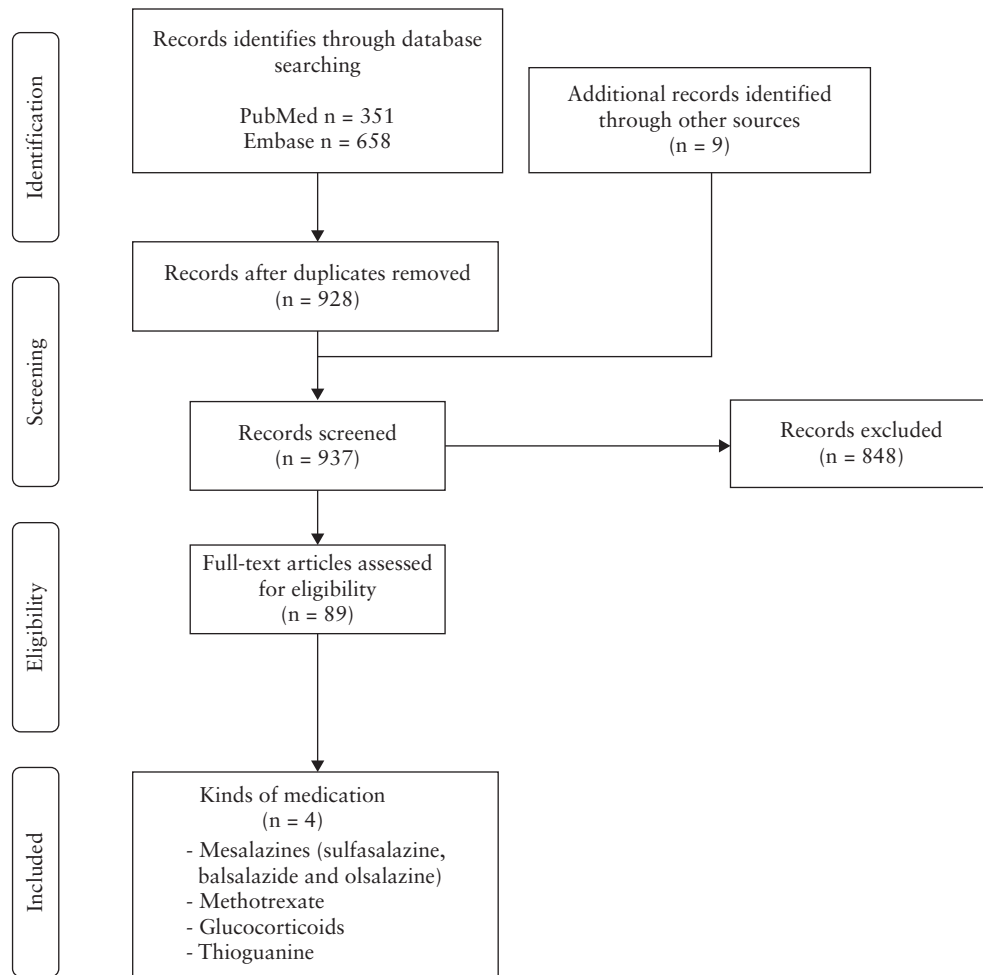 Identification
Records identifies through database
searching
PubMed n = 351
Embase n = 658
Additional records identified
through other sources
(n = 9)
Screening
Records after duplicates removed
(n = 928)
Records screened
(n = 937)
Records excluded
(n = 848)
Eligibility
Full-text articles assessed
for eligibility
(n = 89)
Included
Kinds of medication
(n = 4)
- Mesalazines (sulfasalazine,
balsalazide and olsalazine)
- Methotrexate
- Glucocorticoids
- Thioguanine